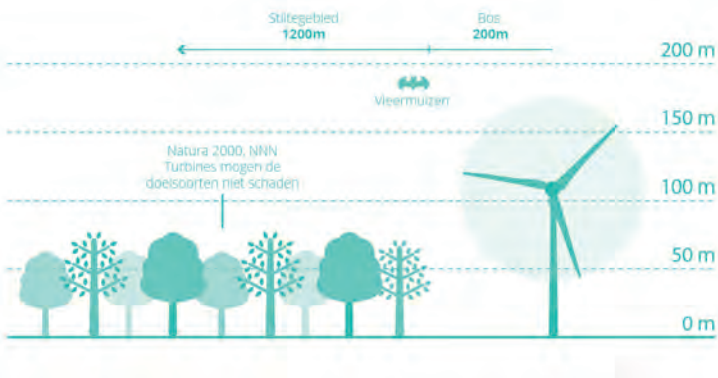 Stiltegebied
1200m
Bos
200m
200 m
Vleermuizen
150 m
Natura 2000, NNN
Turbines mogen de
doelsoorten niet schaden
100 m
50 m
0 m